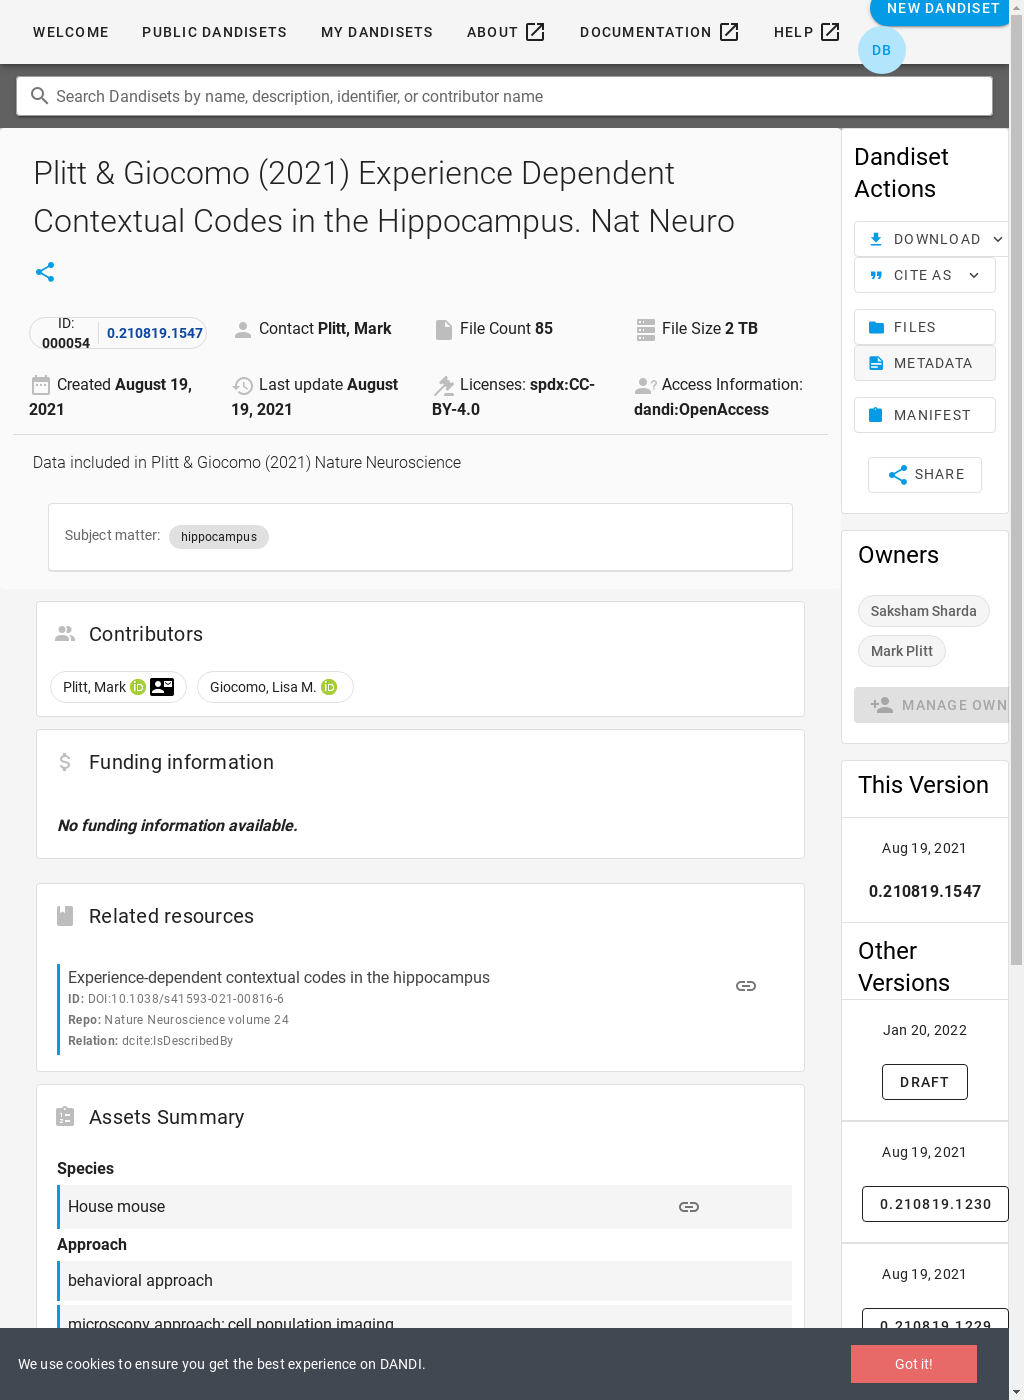 NEW DANDISET
WELCOME PUBLIC DANDISETS MY DANDISETS ABOUT DOCUMENTATION HELP
DB
Search Dandisets by name, description, identifier, or contributor name
Plitt & Giocomo (2021) Experience Dependent
Contextual Codes in the Hippocampus. Nat Neuro
ID:
000054
0.210819.1547
Contact Plitt, Mark
File Count 85
File Size 2 TB
Created August 19,
2021
Last update August
19, 2021
Licenses: spdx:CC-
BY-4.0
Access Information:
dandi:OpenAccess
Data included in Plitt & Giocomo (2021) Nature Neuroscience
Subject matter: hippocampus
Contributors
Plitt, Mark iD
Giocomo, Lisa M. iD
Funding information
No funding information available.
Related resources
Experience-dependent contextual codes in the hippocampus
ID: DOI:10.1038/s41593-021-00816-6
Repo: Nature Neuroscience volume 24
Relation: dcite:IsDescribedBy
Assets Summary
Species
House mouse
Approach
behavioral approach
microscopy approach; cell population imaging
Dandiset
Actions
DOWNLOAD
CITE AS
FILES
METADATA
MANIFEST
SHARE
Owners
Saksham Sharda
Mark Plitt
MANAGE OWN
This Version
Aug 19, 2021
0.210819.1547
Other
Versions
Jan 20, 2022
DRAFT
Aug 19, 2021
0.210819.1230
Aug 19, 2021
0.210819.1229
We use cookies to ensure you get the best experience on DANDI.
Got it!